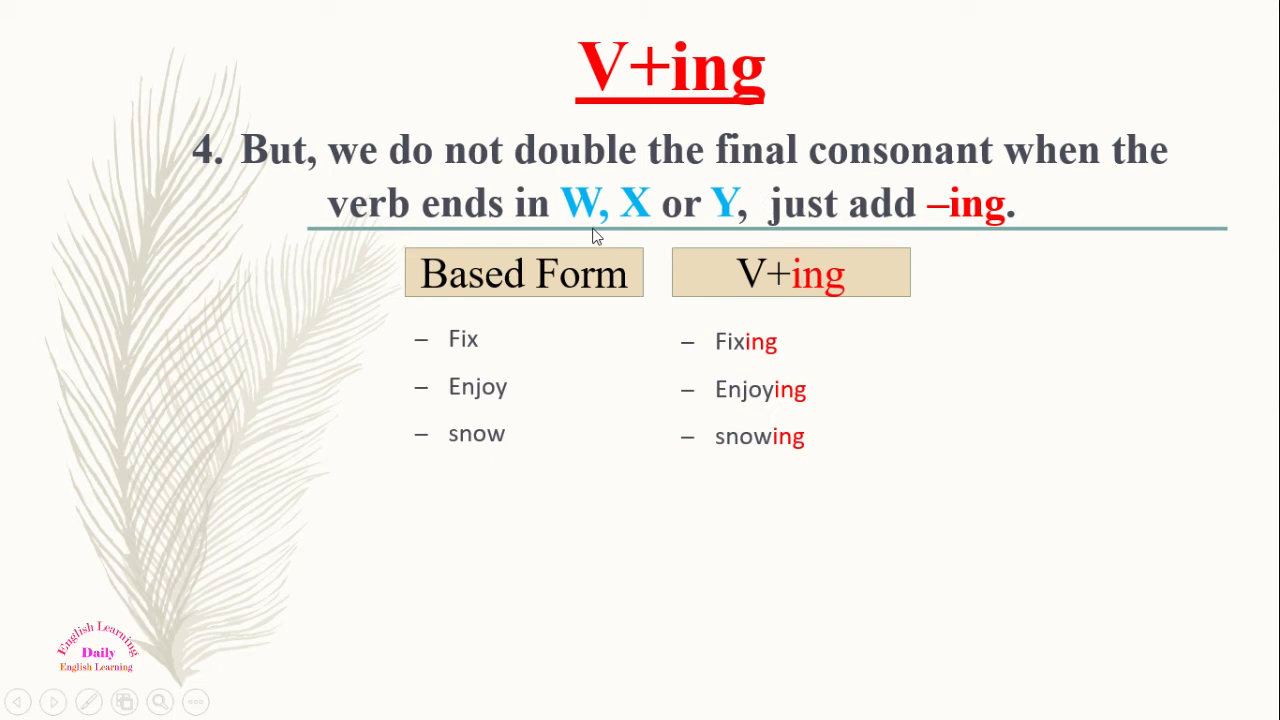 V+ing
4. But, we do not double the final consonant when the
verb ends in W, X or Y, just add –ing.
Based Form
V+ing
– Fix
– Enjoy
– snow
– Fixing
– Enjoying
– snowing
English Learning
Daily
English Learning